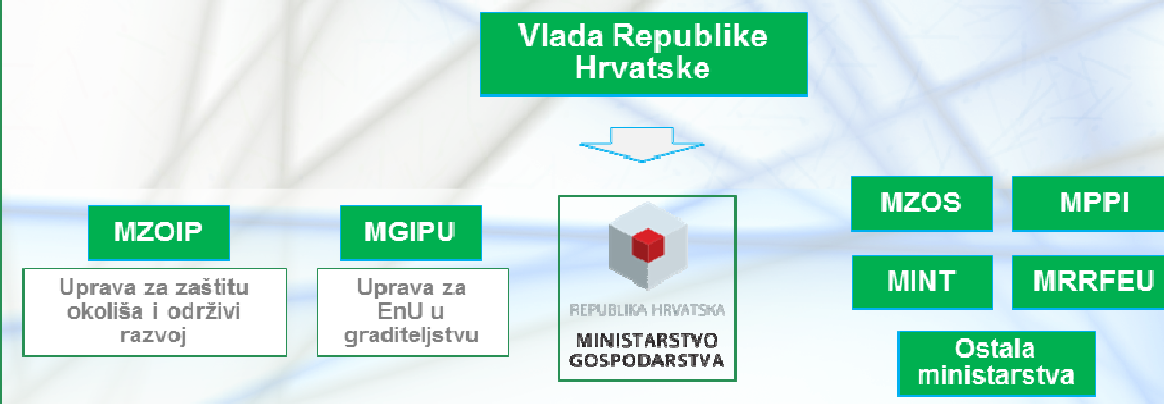 Vlada Republike
Hrvatske
MZOIP
Uprava za zaštitu
okoliša i održivi
razvoj
MGIPU
Uprava za
EnU u
graditeljstvu
REPUBLIKA HRVATSKA
MINISTARSTVO
GOSPODARSTVA
MZOS
MPPI
MINT
MRRFEU
Ostala
ministarstva